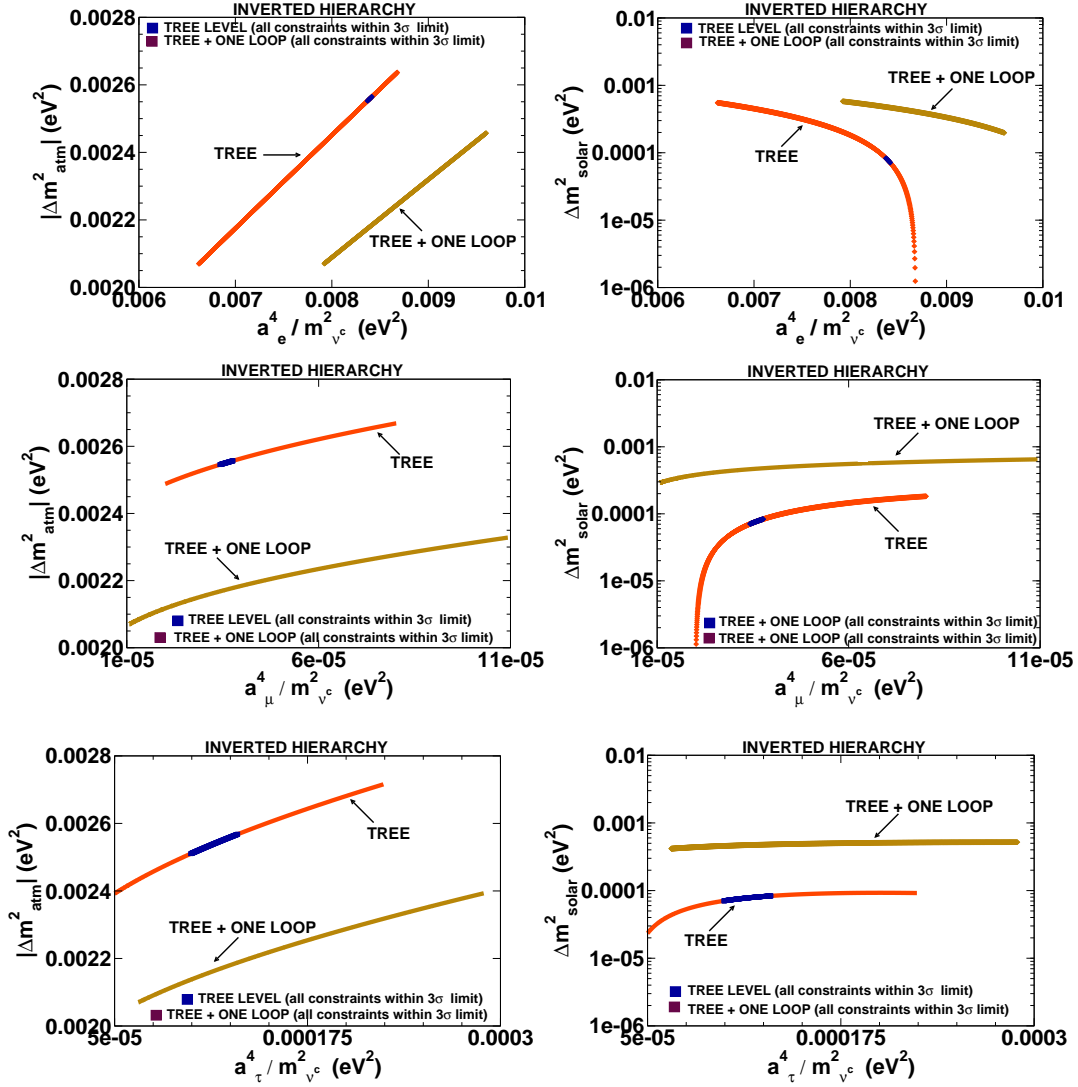 INVERTED HIERARCHY
TREE LEVEL (all constraints within 3σ limit)
TREE + ONE LOOP (all constraints within 3σ limit)
TREE
TREE + ONE LOOP
|Δm²atm| (eV²)
0.0028
0.0026
0.0024
0.0022
0.0020
0.006
0.007
0.008
0.009
0.01
a⁴e / m²νᶜ (eV²)
INVERTED HIERARCHY
TREE LEVEL (all constraints within 3σ limit)
TREE + ONE LOOP (all constraints within 3σ limit)
TREE + ONE LOOP
TREE
Δm²solar (eV²)
0.01
0.001
0.0001
1e-05
1e-06
0.006
0.007
0.008
0.009
0.01
a⁴e / m²νᶜ (eV²)
INVERTED HIERARCHY
TREE
TREE + ONE LOOP
TREE LEVEL (all constraints within 3σ limit)
TREE + ONE LOOP (all constraints within 3σ limit)
|Δm²atm| (eV²)
0.0028
0.0026
0.0024
0.0022
0.0020
1e-05
6e-05
11e-05
a⁴μ / m²νᶜ (eV²)
INVERTED HIERARCHY
TREE + ONE LOOP
TREE
TREE + ONE LOOP (all constraints within 3σ limit)
TREE + ONE LOOP (all constraints within 3σ limit)
Δm²solar (eV²)
0.01
0.001
0.0001
1e-05
1e-06
1e-05
6e-05
11e-05
a⁴μ / m²νᶜ (eV²)
INVERTED HIERARCHY
TREE
TREE + ONE LOOP
TREE LEVEL (all constraints within 3σ limit)
TREE + ONE LOOP (all constraints within 3σ limit)
|Δm²atm| (eV²)
0.0028
0.0026
0.0024
0.0022
0.0020
5e-05
0.000175
0.0003
a⁴τ / m²νᶜ (eV²)
INVERTED HIERARCHY
TREE + ONE LOOP
TREE
TREE LEVEL (all constraints within 3σ limit)
TREE + ONE LOOP (all constraints within 3σ limit)
Δm²solar (eV²)
0.01
0.001
0.0001
1e-05
1e-06
5e-05
0.000175
0.0003
a⁴τ / m²νᶜ (eV²)